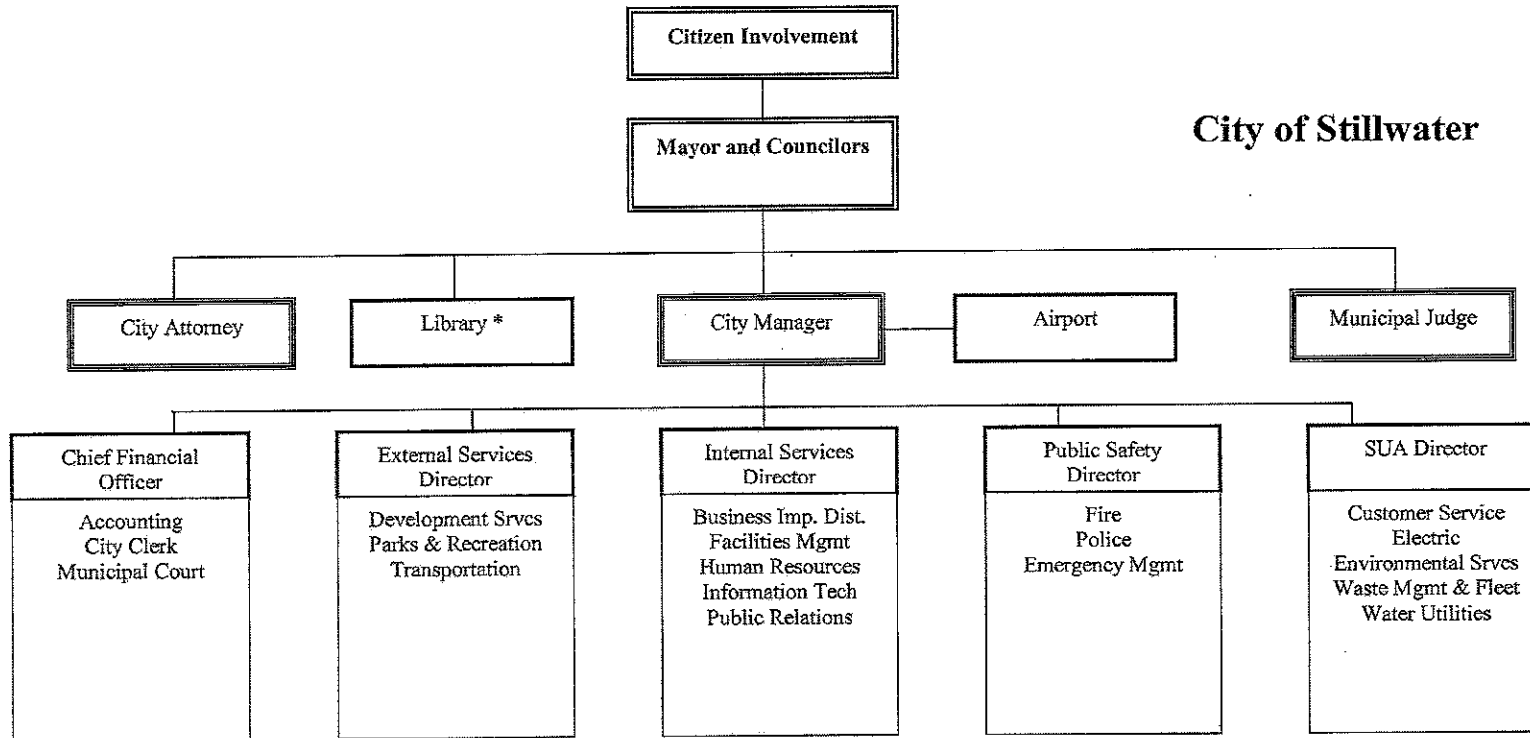 Citizen Involvement
Mayor and Councilors
City of Stillwater
City Attorney
Library *
City Manager
Airport
Municipal Judge
Chief Financial
Officer
Accounting
City Clerk
Municipal Court
External Services
Director
Development Srvcs
Parks & Recreation
Transportation
Internal Services
Director
Business Imp. Dist.
Facilities Mgmt
Human Resources
Information Tech
Public Relations
Public Safety
Director
Fire
Police
Emergency Mgmt
SUA Director
Customer Service
Electric
Environmental Srvcs
Waste Mgmt & Fleet
Water Utilities